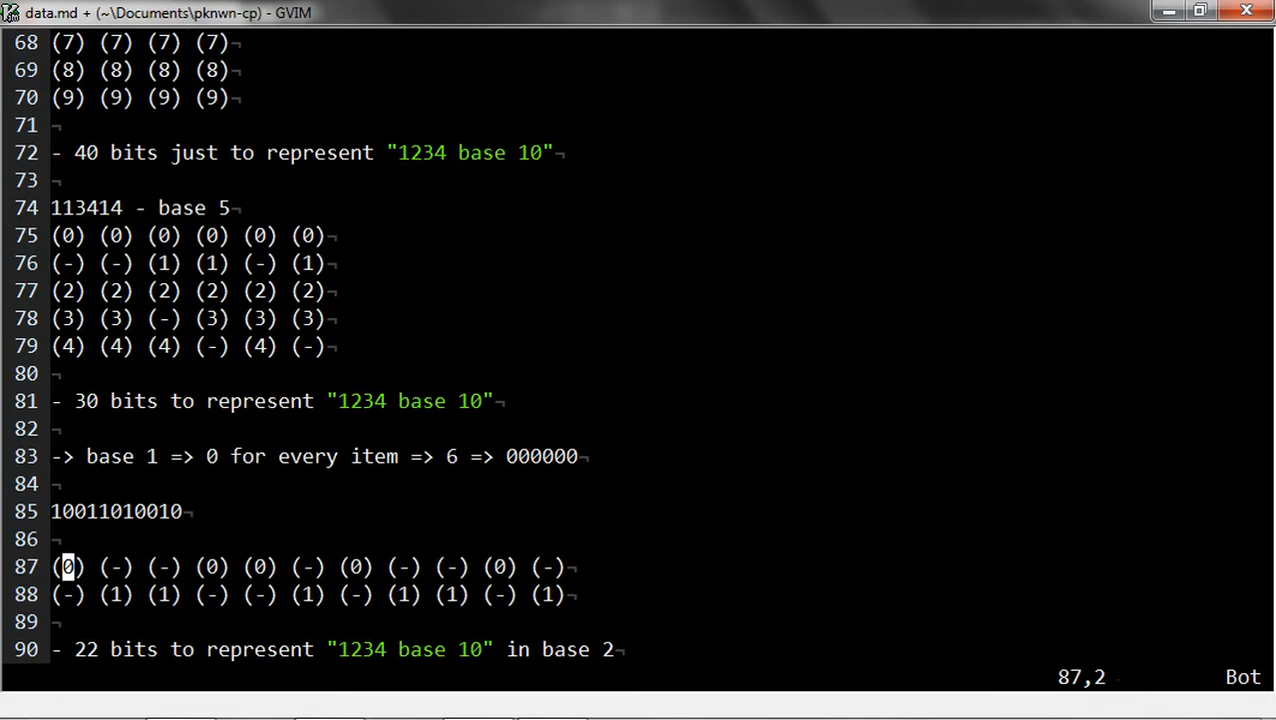 data.md + (~\Documents\pknwn-cp) - GVIM
68 (7) (7) (7) (7)¬
69 (8) (8) (8) (8)¬
70 (9) (9) (9) (9)¬
71 ¬
72 - 40 bits just to represent "1234 base 10"¬
73 ¬
74 113414 - base 5¬
75 (0) (0) (0) (0) (0) (0)¬
76 (-) (-) (1) (1) (-) (1)¬
77 (2) (2) (2) (2) (2) (2)¬
78 (3) (3) (-) (3) (3) (3)¬
79 (4) (4) (4) (-) (4) (-)¬
80 ¬
81 - 30 bits to represent "1234 base 10"¬
82 ¬
83 -> base 1 => 0 for every item => 6 => 000000¬
84 ¬
85 10011010010¬
86 ¬
87 (0) (-) (-) (0) (0) (-) (0) (-) (-) (0) (-)¬
88 (-) (1) (1) (-) (-) (1) (-) (1) (1) (-) (1)¬
89 ¬
90 - 22 bits to represent "1234 base 10" in base 2¬
87,2 Bot